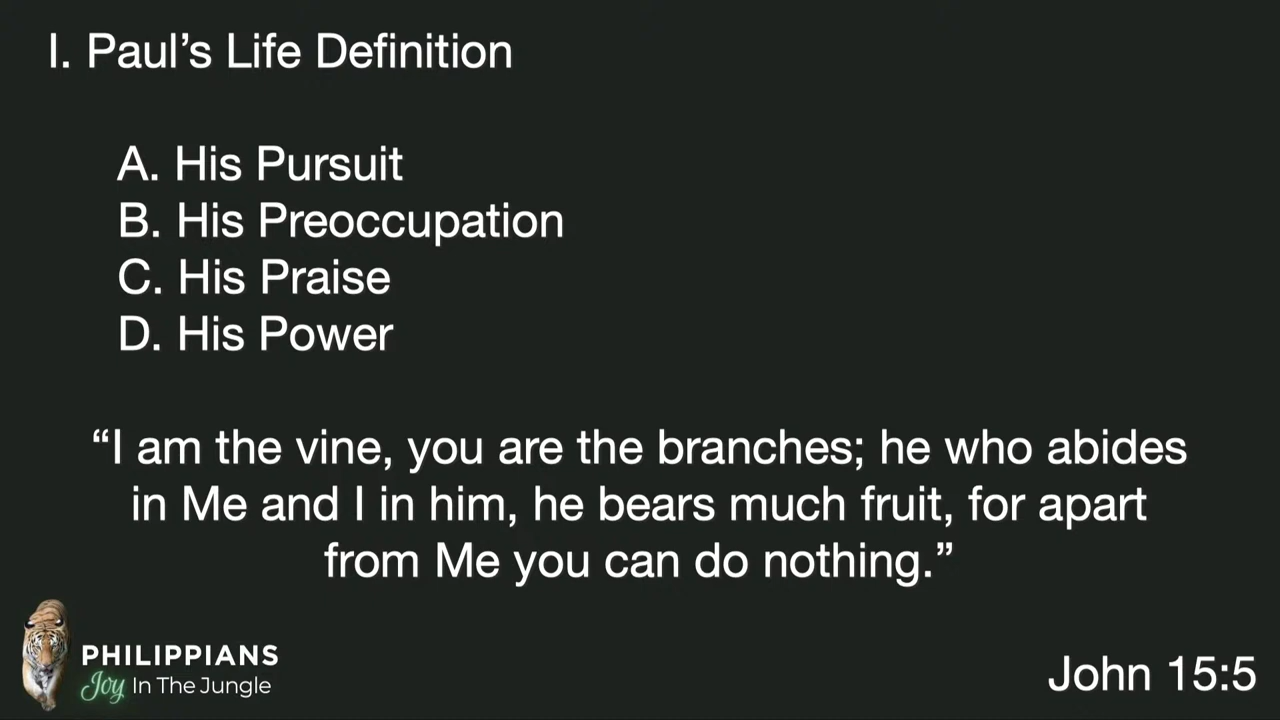 I. Paul’s Life Definition
A. His Pursuit
B. His Preoccupation
C. His Praise
D. His Power
“I am the vine, you are the branches; he who abides
in Me and I in him, he bears much fruit, for apart
from Me you can do nothing.”
PHILIPPIANS
Joy In The Jungle
John 15:5